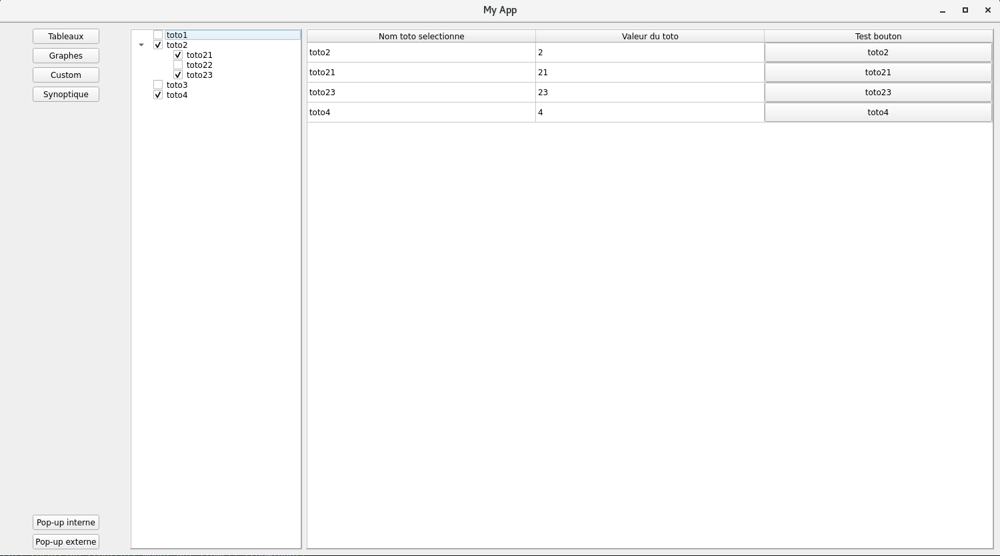 My App
Tableaux
Graphes
Custom
Synoptique
toto1
toto2
toto21
toto22
toto23
toto3
toto4
Nom toto selectionne Valeur du toto Test bouton
toto2 2 toto2
toto21 21 toto21
toto23 23 toto23
toto4 4 toto4
Pop-up interne
Pop-up externe